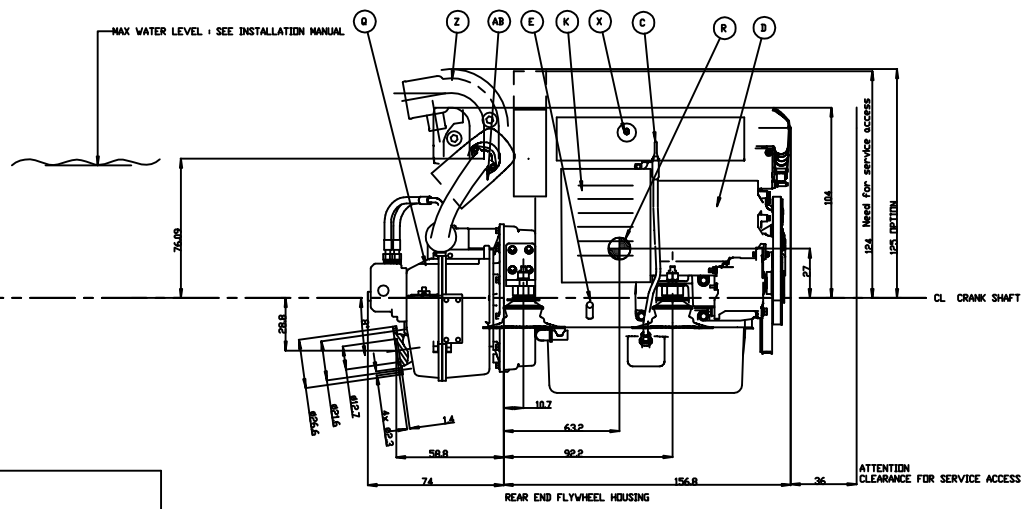 Q
Z
AB
E
K
X
C
R
D
MAX WATER LEVEL : SEE INSTALLATION MANUAL
124 Need for service access
125 OPTION
104
76.09
27
CL CRANK SHAFT
28.8
ø26.6
ø21.6
ø12.7
4x ø2.3
1.4
10.7
63.2
58.8
92.2
74
156.8
36
ATTENTION
CLEARANCE FOR SERVICE ACCESS
REAR END FLYWHEEL HOUSING